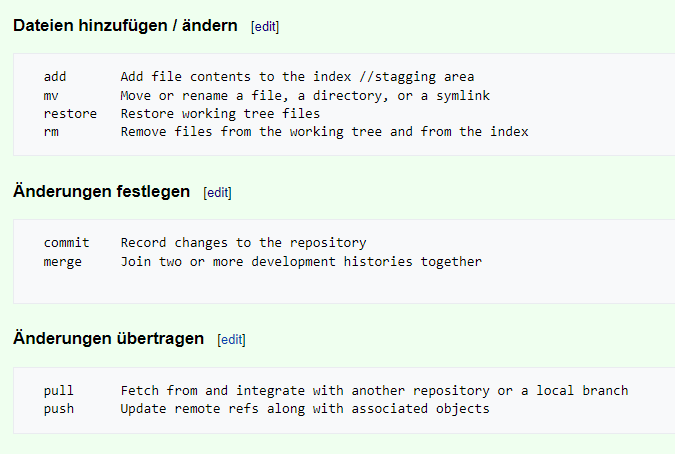 Dateien hinzufügen / ändern [edit]
add Add file contents to the index //stagging area
mv Move or rename a file, a directory, or a symlink
restore Restore working tree files
rm Remove files from the working tree and from the index
Änderungen festlegen [edit]
commit Record changes to the repository
merge Join two or more development histories together
Änderungen übertragen [edit]
pull Fetch from and integrate with another repository or a local branch
push Update remote refs along with associated objects